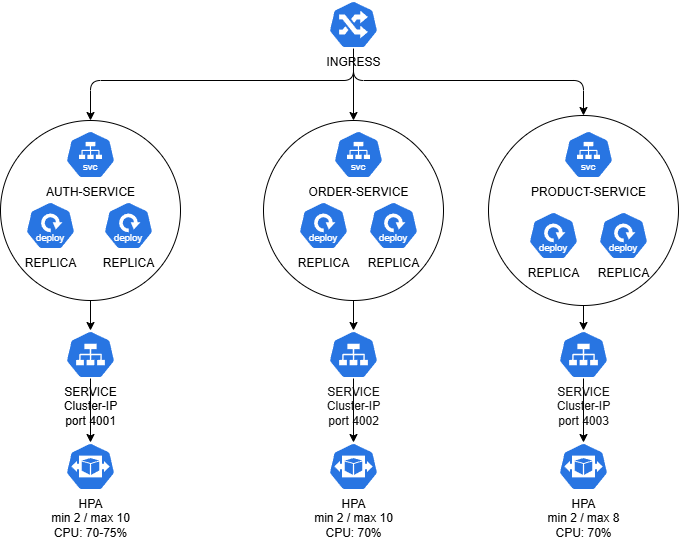 INGRESS
svc
AUTH-SERVICE
deploy
deploy
REPLICA
REPLICA
svc
ORDER-SERVICE
deploy
deploy
REPLICA
REPLICA
svc
PRODUCT-SERVICE
deploy
deploy
REPLICA
REPLICA
SERVICE
Cluster-IP
port 4001
SERVICE
Cluster-IP
port 4002
SERVICE
Cluster-IP
port 4003
HPA
min 2 / max 10
CPU: 70-75%
HPA
min 2 / max 10
CPU: 70%
HPA
min 2 / max 8
CPU: 70%